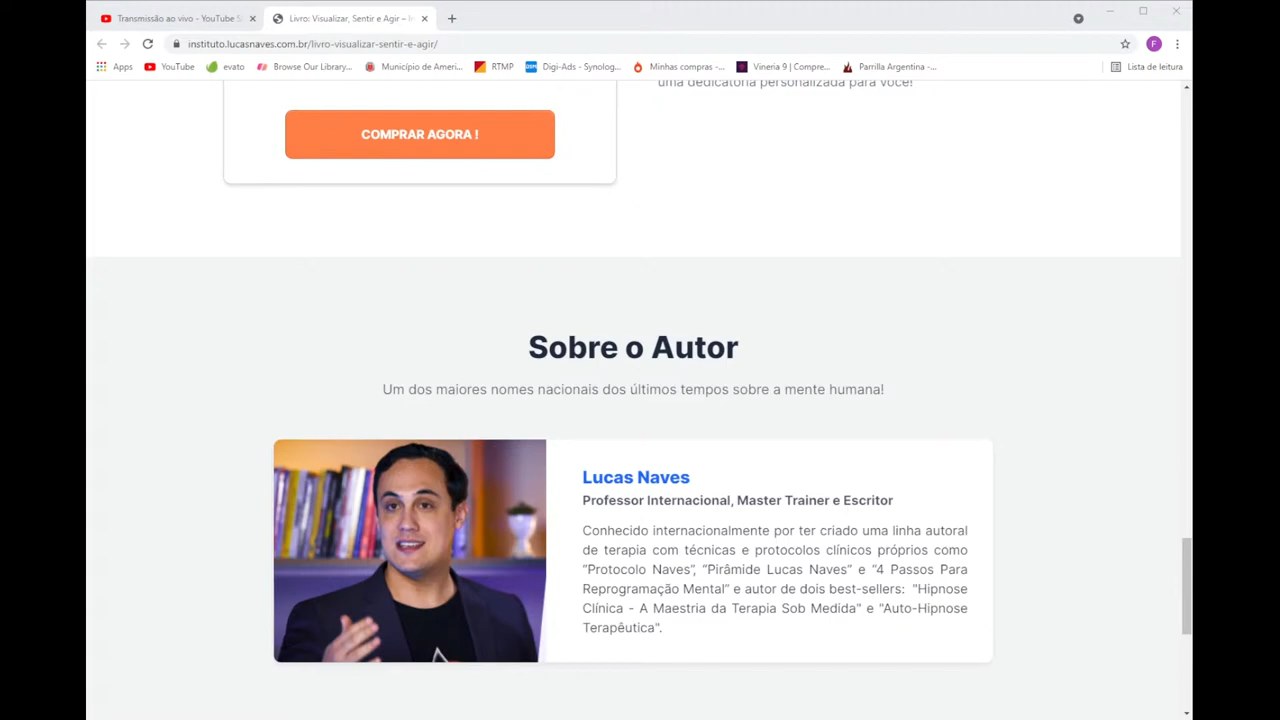 Transmissão ao vivo - YouTube S
Livro: Visualizar, Sentir e Agir – In
instituto.lucasnaves.com.br/livro-visualizar-sentir-e-agir/
F
Apps
YouTube
evato
Browse Our Library...
Município de Ameri...
RTMP
DSM
Digi-Ads - Synolog...
Minhas compras -...
Vineria 9 | Compre...
Parrilla Argentina -...
Lista de leitura
uma dedicatória personalizada para você!
COMPRAR AGORA !
Sobre o Autor
Um dos maiores nomes nacionais dos últimos tempos sobre a mente humana!
Lucas Naves
Professor Internacional, Master Trainer e Escritor
Conhecido internacionalmente por ter criado uma linha autoral
de terapia com técnicas e protocolos clínicos próprios como
“Protocolo Naves”, “Pirâmide Lucas Naves” e “4 Passos Para
Reprogramação Mental” e autor de dois best-sellers: "Hipnose
Clínica - A Maestria da Terapia Sob Medida" e "Auto-Hipnose
Terapêutica".